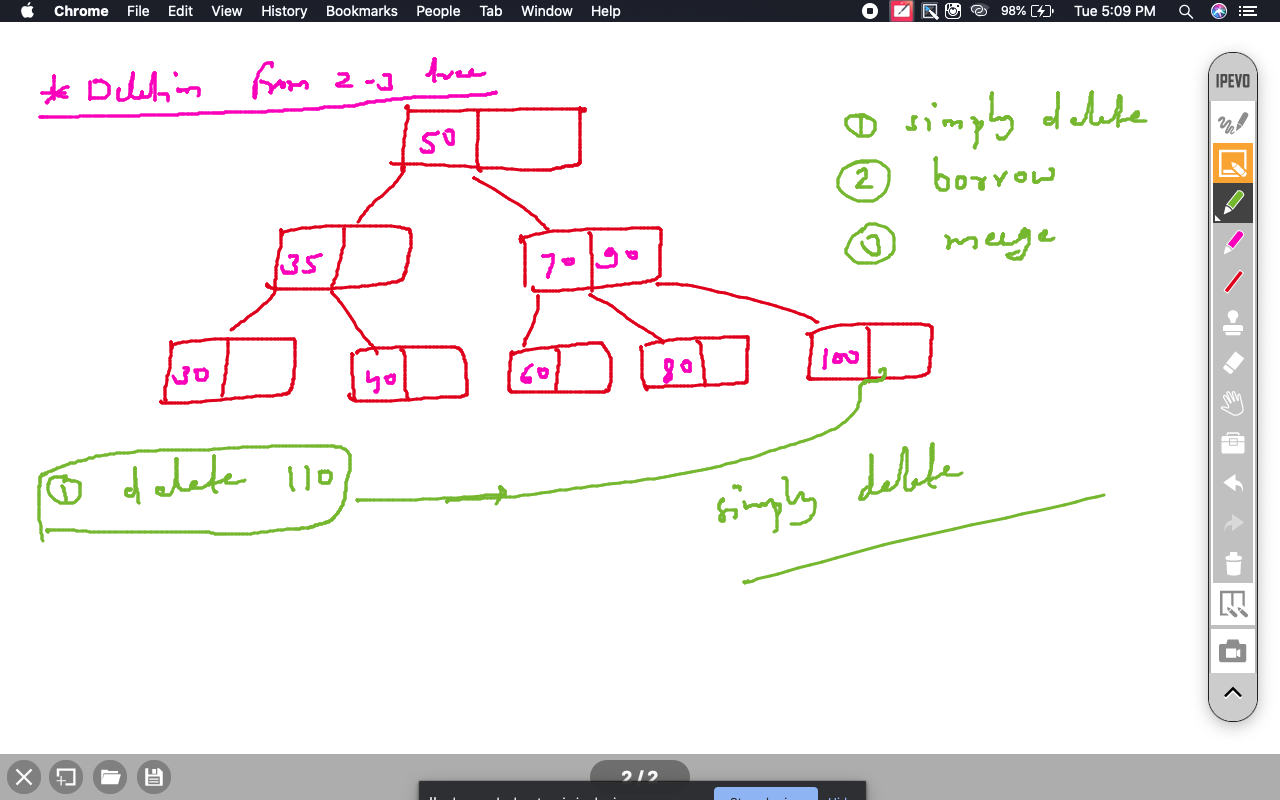 Chrome File Edit View History Bookmarks People Tab Window Help 98% Tue 5:09 PM
* Deletion from 2-3 tree
IPEVO
① simply delete
② borrow
③ merge
50
35 70 90
30 40 60 80 100
① delete 110
simply delete
2 / 2